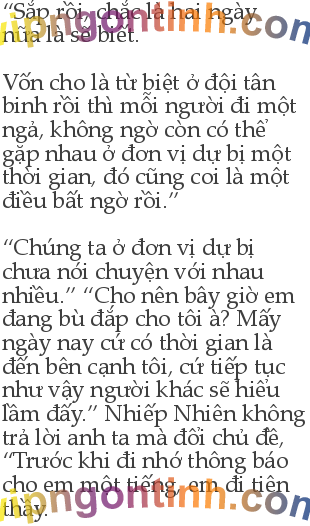 “Sắp rồi, chắc là hai ngày
nữa là sẽ biết.
Vốn cho là từ biệt ở đội tân
binh rồi thì mỗi người đi một
ngả, không ngờ còn có thể
gặp nhau ở đơn vị dự bị một
thời gian, đó cũng coi là một
điều bất ngờ rồi.”
“Chúng ta ở đơn vị dự bị
chưa nói chuyện với nhau
nhiều.” “Cho nên bây giờ em
đang bù đắp cho tôi à? Mấy
ngày nay cứ có thời gian là
đến bên cạnh tôi, cứ tiếp tục
như vậy người khác sẽ hiểu
lầm đấy.” Nhiếp Nhiên không
trả lời anh ta mà đổi chủ đề,
“Trước khi đi nhớ thông báo
cho em một tiếng, em đi tiễn
thầy.
vipngontinh.com
vipngontinh.com